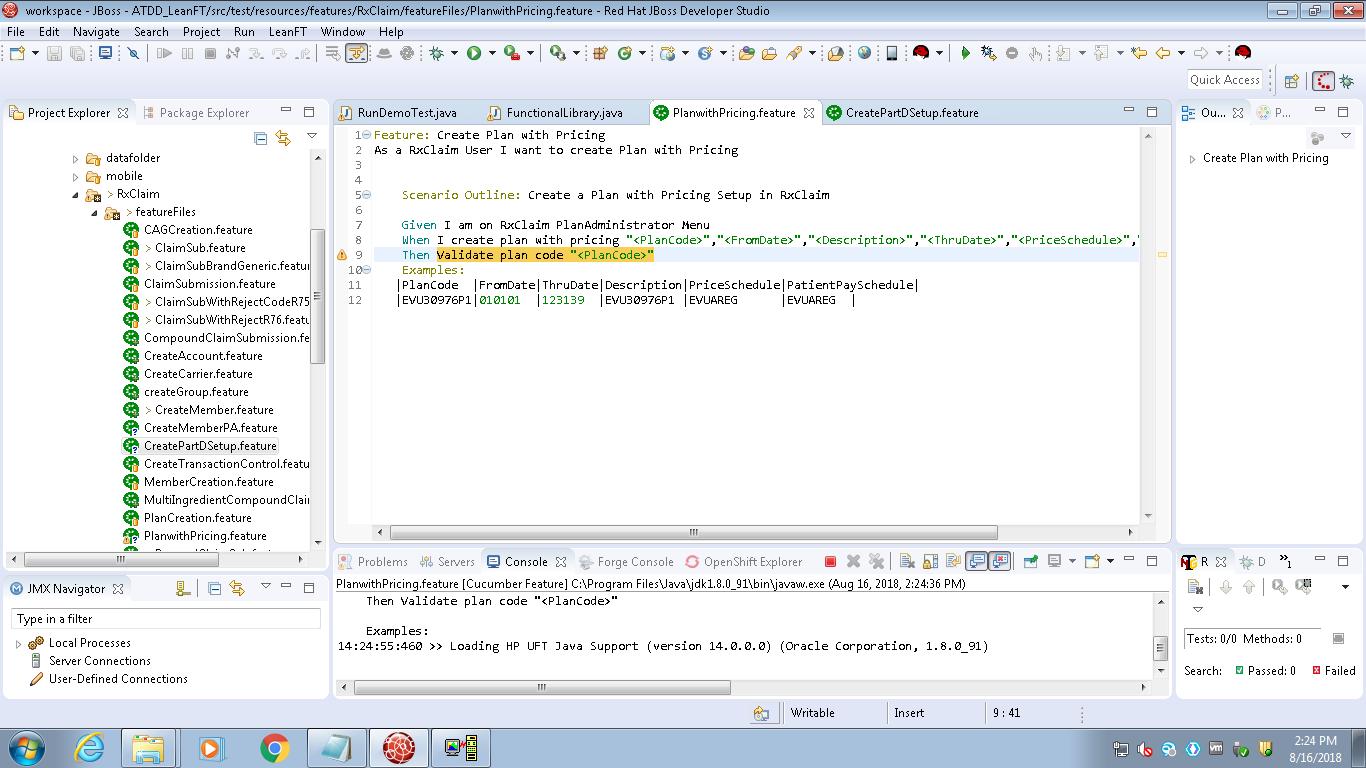 workspace - JBoss - ATDD_LeanFT/src/test/resources/features/RxClaim/featureFiles/PlanwithPricing.feature - Red Hat JBoss Developer Studio
File Edit Navigate Search Project Run LeanFT Window Help
Quick Access
Project Explorer Package Explorer
datafolder
mobile
> RxClaim
> featureFiles
CAGCreation.feature
> ClaimSub.feature
> ClaimSubBrandGeneric.featur
ClaimSubmission.feature
> ClaimSubWithRejectCodeR75
> ClaimSubWithRejectR76.featu
CompoundClaimSubmission.fe
CreateAccount.feature
CreateCarrier.feature
createGroup.feature
> CreateMember.feature
CreateMemberPA.feature
CreatePartDSetup.feature
CreateTransactionControl.featu
MemberCreation.feature
MultiIngredientCompoundClai
PlanCreation.feature
PlanwithPricing.feature
JMX Navigator
Type in a filter
Local Processes
Server Connections
User-Defined Connections
RunDemoTest.java FunctionalLibrary.java PlanwithPricing.feature CreatePartDSetup.feature
1 Feature: Create Plan with Pricing
2 As a RxClaim User I want to create Plan with Pricing
3
4
5 Scenario Outline: Create a Plan with Pricing Setup in RxClaim
6
7 Given I am on RxClaim PlanAdministrator Menu
8 When I create plan with pricing "<PlanCode>","<FromDate>","<Description>","<ThruDate>","<PriceSchedule>",
9 Then Validate plan code "<PlanCode>"
10 Examples:
11 |PlanCode |FromDate|ThruDate|Description|PriceSchedule|PatientPaySchedule|
12 |EVU30976P1|010101 |123139 |EVU30976P1 |EVUAREG |EVUAREG |
Ou... P...
Create Plan with Pricing
Problems Servers Console Forge Console OpenShift Explorer
PlanwithPricing.feature [Cucumber Feature] C:\Program Files\Java\jdk1.8.0_91\bin\javaw.exe (Aug 16, 2018, 2:24:36 PM)
Then Validate plan code "<PlanCode>"
Examples:
14:24:55:460 >> Loading HP UFT Java Support (version 14.0.0.0) (Oracle Corporation, 1.8.0_91)
R D »1
Tests: 0/0 Methods: 0
Search: Passed: 0 Failed
Writable Insert 9 : 41
2:24 PM
8/16/2018